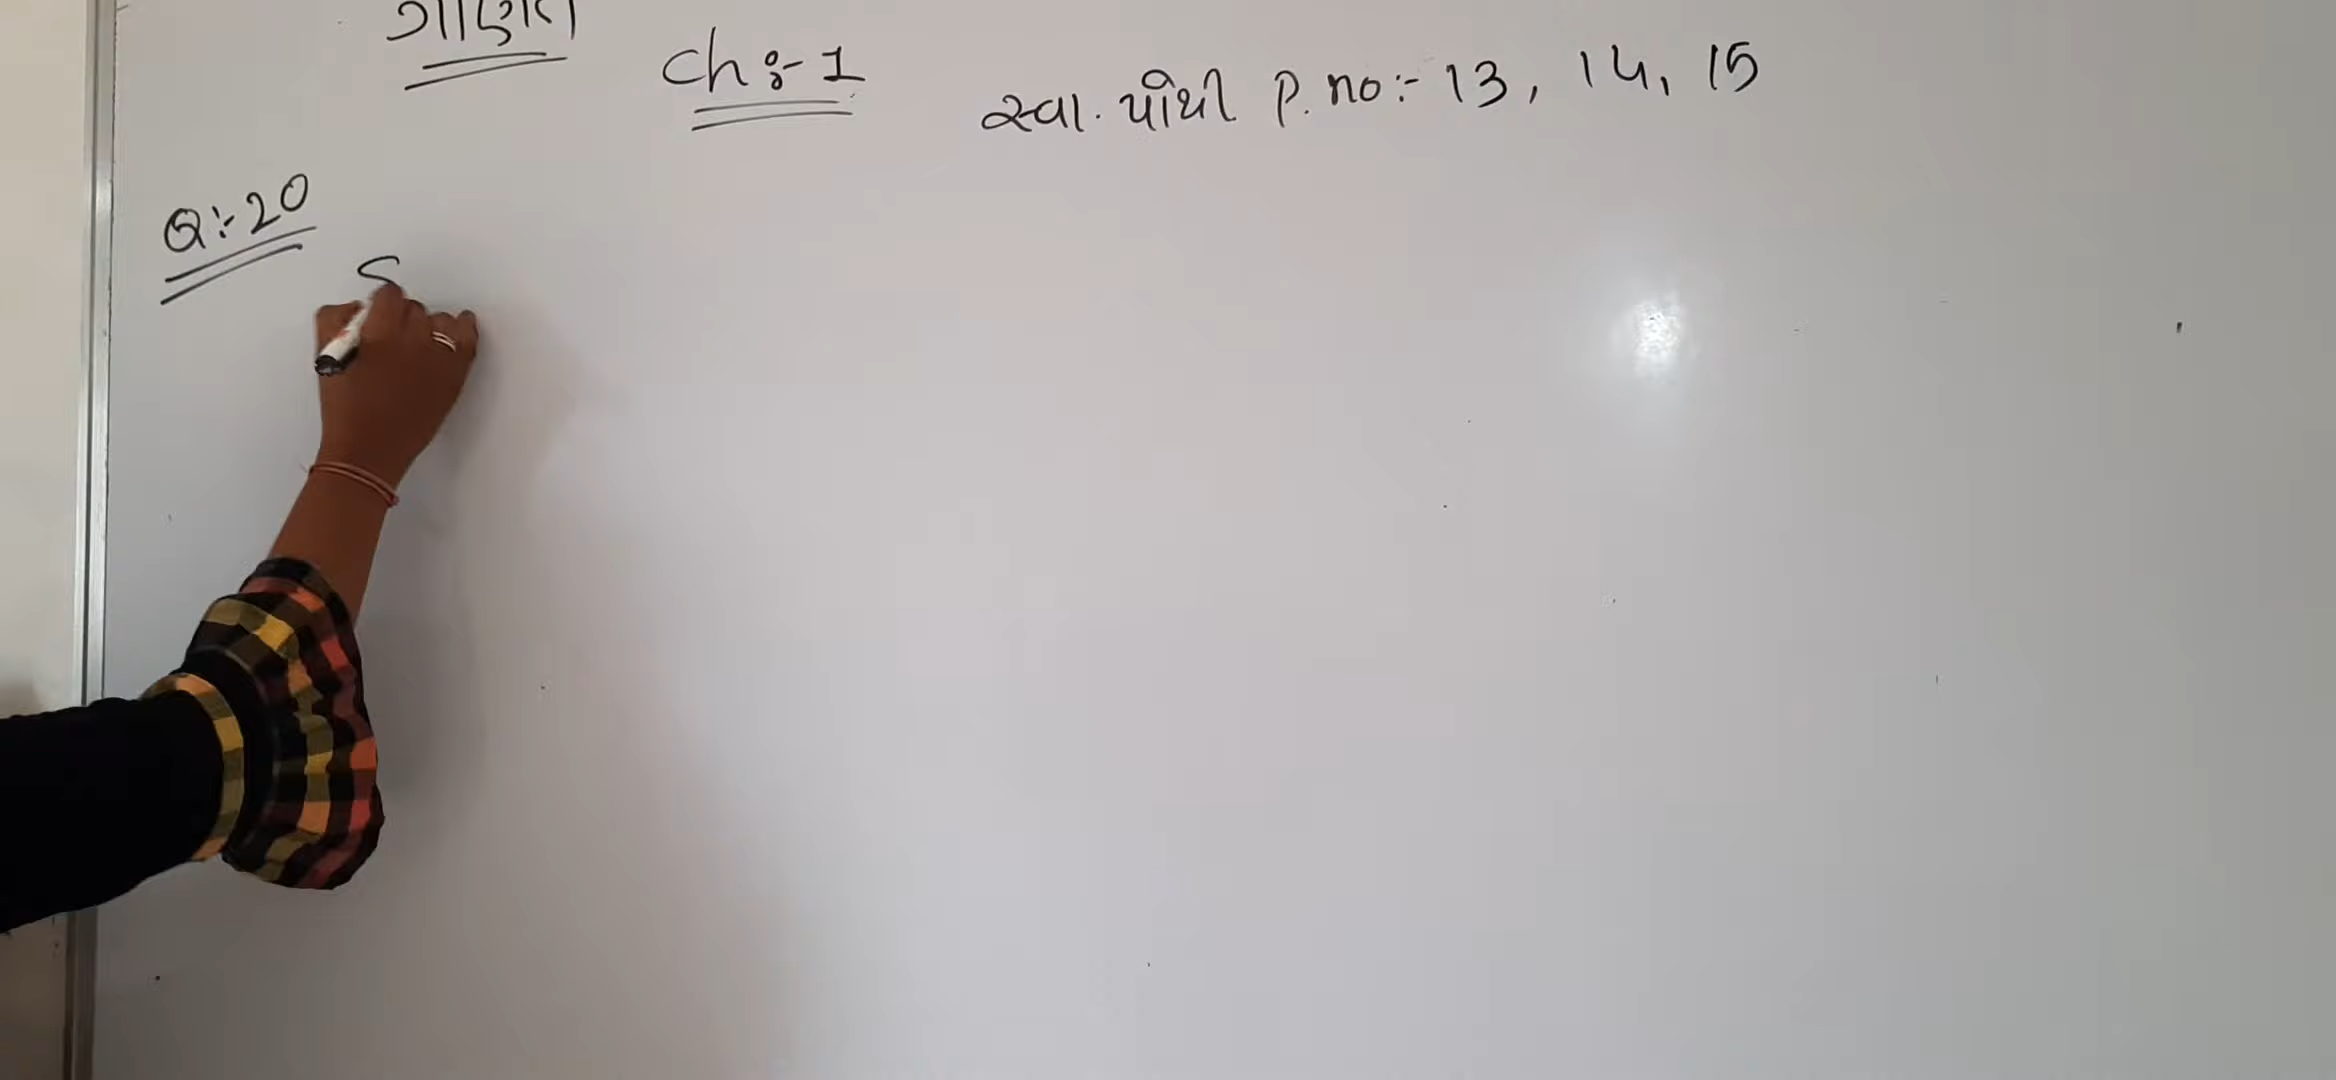 ગણિત
Ch :- 1
સ્વા. પોથી P. no :- 13, 14, 15
Q :- 20